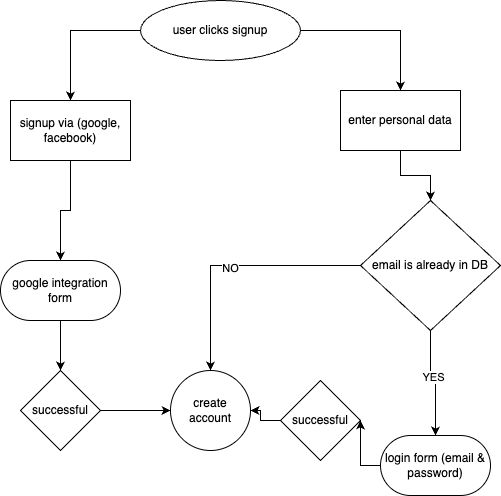 user clicks signup
signup via (google,
facebook)
enter personal data
email is already in DB
NO
google integration
form
YES
successful
create
account
successful
login form (email &
password)